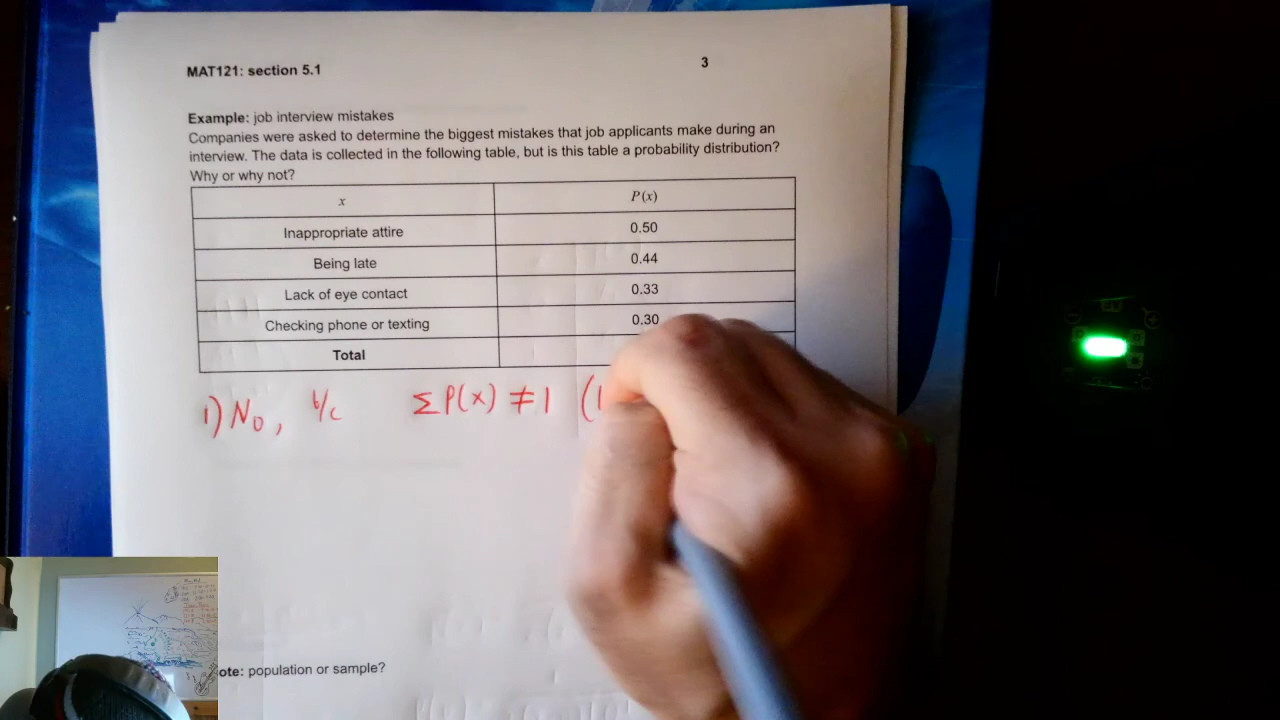 MAT121: section 5.1
3
Example: job interview mistakes
Companies were asked to determine the biggest mistakes that job applicants make during an
interview. The data is collected in the following table, but is this table a probability distribution?
Why or why not?
x P(x)
Inappropriate attire 0.50
Being late 0.44
Lack of eye contact 0.33
Checking phone or texting 0.30
Total
1) No, b/c ΣP(x) ≠ 1 (1
ote: population or sample?